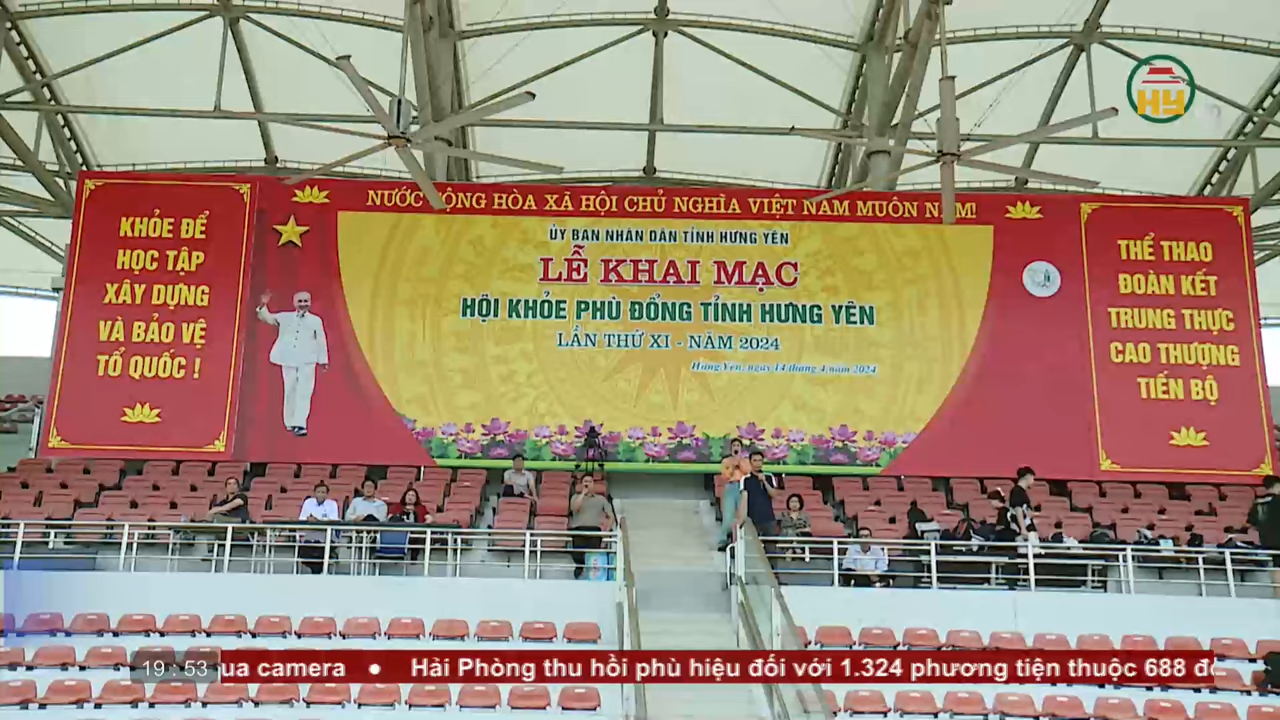 HY
NƯỚC CỘNG HÒA XÃ HỘI CHỦ NGHĨA VIỆT NAM MUÔN NĂM!
KHỎE ĐỂ
HỌC TẬP
XÂY DỰNG
VÀ BẢO VỆ
TỔ QUỐC !
ỦY BAN NHÂN DÂN TỈNH HƯNG YÊN
LỄ KHAI MẠC
HỘI KHỎE PHÙ ĐỔNG TỈNH HƯNG YÊN
LẦN THỨ XI - NĂM 2024
Hưng Yên, ngày 14 tháng 4 năm 2024
THỂ THAO
ĐOÀN KẾT
TRUNG THỰC
CAO THƯỢNG
TIẾN BỘ
19 : 53 ua camera ● Hải Phòng thu hồi phù hiệu đối với 1.324 phương tiện thuộc 688